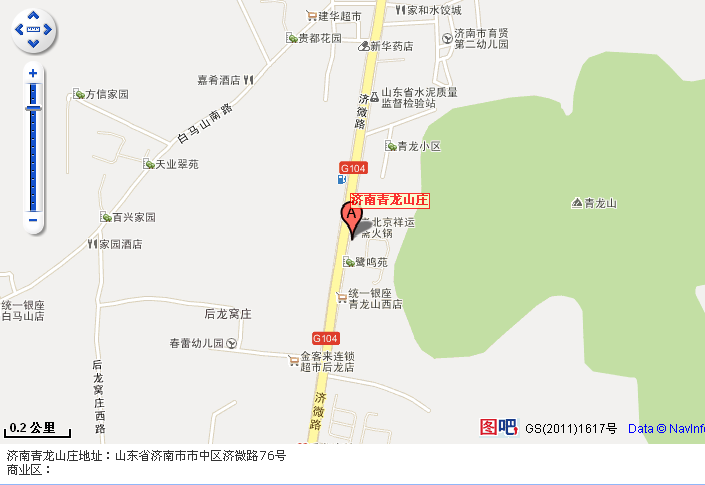 家和水饺城
建华超市
贵都花园
济南市育贤
第二幼儿园
新华药店
嘉肴酒店
方信家园
山东省水泥质量
监督检验站
济微路
白马山南路
青龙小区
天业翠苑
G104
济南青龙山庄
A
青龙山
百兴家园
北京祥运
斋火锅
家园酒店
鹭鸣苑
统一银座
青龙山西店
统一银座
白马山店
后龙窝庄
G104
春蕾幼儿园
金客来连锁
超市后龙店
后龙窝庄西路
济微路
0.2 公里
图吧
GS(2011)1617号
Data © NavInfo
济南青龙山庄地址：山东省济南市市中区济微路76号
商业区：